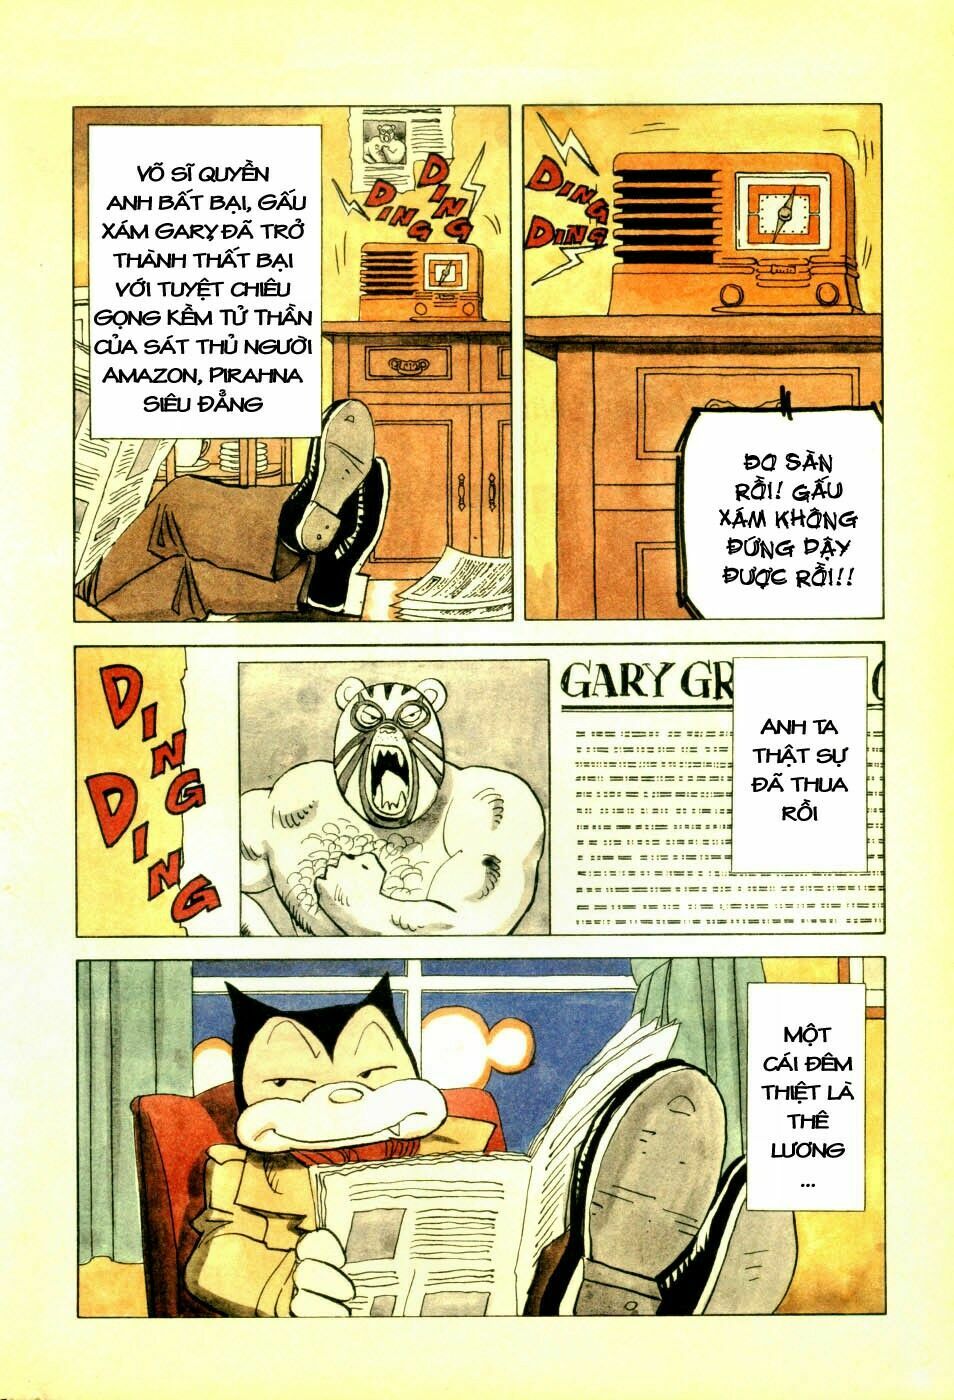 VÕ SĨ QUYỀN
ANH BẤT BẠI, GẤU
XÁM GARY ĐÃ TRỞ
THÀNH THẤT BẠI
VỚI TUYỆT CHIÊU
GỌNG KỀM TỬ THẦN
CỦA SÁT THỦ NGƯỜI
AMAZON, PIRAHNA
SIÊU ĐẲNG
DING
DING
DING
DING
ĐO SÀN
RỒI! GẤU
XÁM KHÔNG
ĐỨNG DẬY
ĐƯỢC RỒI!!
DING
DING
GARY GR
ANH TA
THẬT SỰ
ĐÃ THUA
RỒI
MỘT
CÁI ĐÊM
THIỆT LÀ
THÊ
LƯƠNG
...